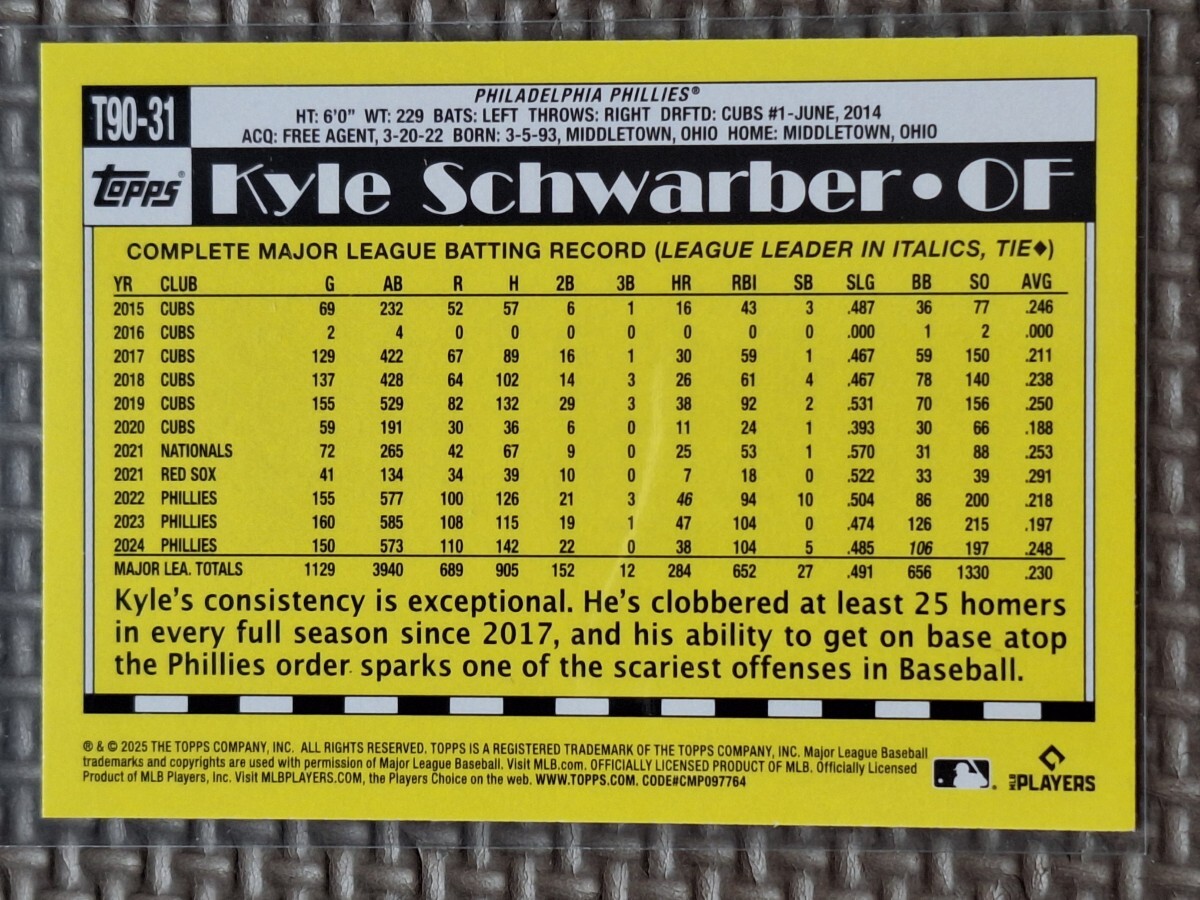 T90-31
PHILADELPHIA PHILLIES®
HT: 6'0" WT: 229 BATS: LEFT THROWS: RIGHT DRFTD: CUBS #1-JUNE, 2014
ACQ: FREE AGENT, 3-20-22 BORN: 3-5-93, MIDDLETOWN, OHIO HOME: MIDDLETOWN, OHIO
Topps® Kyle Schwarber • OF
COMPLETE MAJOR LEAGUE BATTING RECORD (LEAGUE LEADER IN ITALICS, TIE◆)
YR CLUB G AB R H 2B 3B HR RBI SB SLG BB SO AVG
2015 CUBS 69 232 52 57 6 1 16 43 3 .487 36 77 .246
2016 CUBS 2 4 0 0 0 0 0 0 0 .000 1 2 .000
2017 CUBS 129 422 67 89 16 1 30 59 1 .467 59 150 .211
2018 CUBS 137 428 64 102 14 3 26 61 4 .467 78 140 .238
2019 CUBS 155 529 82 132 29 3 38 92 2 .531 70 156 .250
2020 CUBS 59 191 30 36 6 0 11 24 1 .393 30 66 .188
2021 NATIONALS 72 265 42 67 9 0 25 53 1 .570 31 88 .253
2021 RED SOX 41 134 34 39 10 0 7 18 0 .522 33 39 .291
2022 PHILLIES 155 577 100 126 21 3 46 94 10 .504 86 200 .218
2023 PHILLIES 160 585 108 115 19 1 47 104 0 .474 126 215 .197
2024 PHILLIES 150 573 110 142 22 0 38 104 5 .485 106 197 .248
MAJOR LEA. TOTALS 1129 3940 689 905 152 12 284 652 27 .491 656 1330 .230
Kyle's consistency is exceptional. He's clobbered at least 25 homers
in every full season since 2017, and his ability to get on base atop
the Phillies order sparks one of the scariest offenses in Baseball.
® & © 2025 THE TOPPS COMPANY, INC. ALL RIGHTS RESERVED. TOPPS IS A REGISTERED TRADEMARK OF THE TOPPS COMPANY, INC. Major League Baseball
trademarks and copyrights are used with permission of Major League Baseball. Visit MLB.com. OFFICIALLY LICENSED PRODUCT OF MLB. Officially Licensed
Product of MLB Players, Inc. Visit MLBPLAYERS.COM, the Players Choice on the web. WWW.TOPPS.COM. CODE#CMP097764
MLB PLAYERS